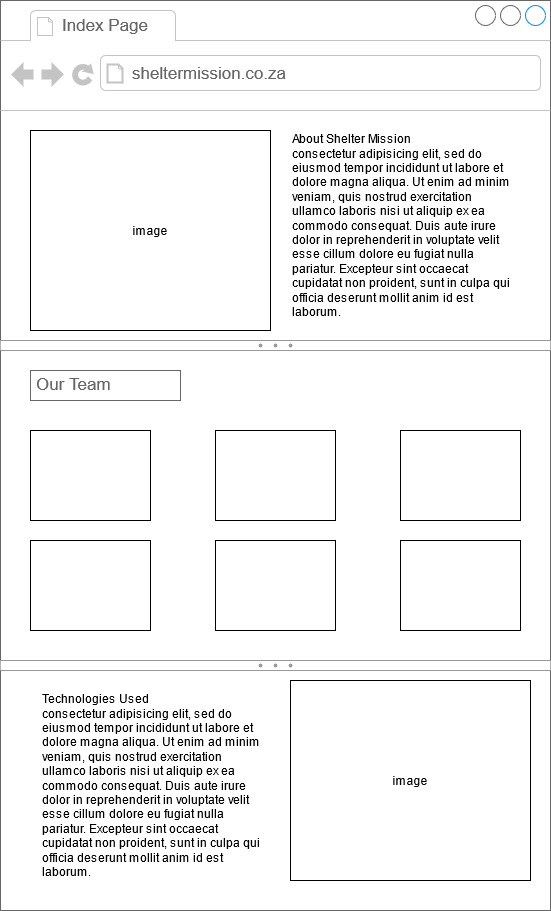 Index Page
sheltermission.co.za
image
About Shelter Mission
consectetur adipisicing elit, sed do
eiusmod tempor incididunt ut labore et
dolore magna aliqua. Ut enim ad minim
veniam, quis nostrud exercitation
ullamco laboris nisi ut aliquip ex ea
commodo consequat. Duis aute irure
dolor in reprehenderit in voluptate velit
esse cillum dolore eu fugiat nulla
pariatur. Excepteur sint occaecat
cupidatat non proident, sunt in culpa qui
officia deserunt mollit anim id est
laborum.
Our Team
Technologies Used
consectetur adipisicing elit, sed do
eiusmod tempor incididunt ut labore et
dolore magna aliqua. Ut enim ad minim
veniam, quis nostrud exercitation
ullamco laboris nisi ut aliquip ex ea
commodo consequat. Duis aute irure
dolor in reprehenderit in voluptate velit
esse cillum dolore eu fugiat nulla
pariatur. Excepteur sint occaecat
cupidatat non proident, sunt in culpa qui
officia deserunt mollit anim id est
laborum.
image